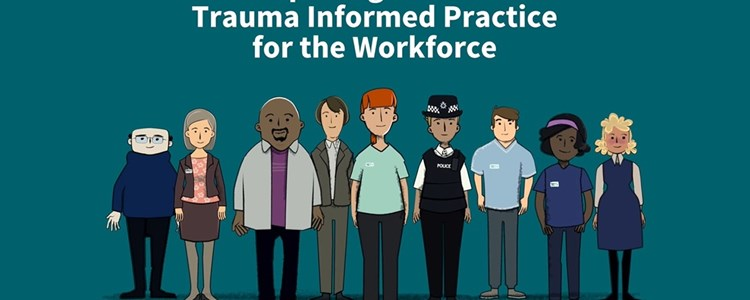 Trauma Informed Practice
for the Workforce
POLICE